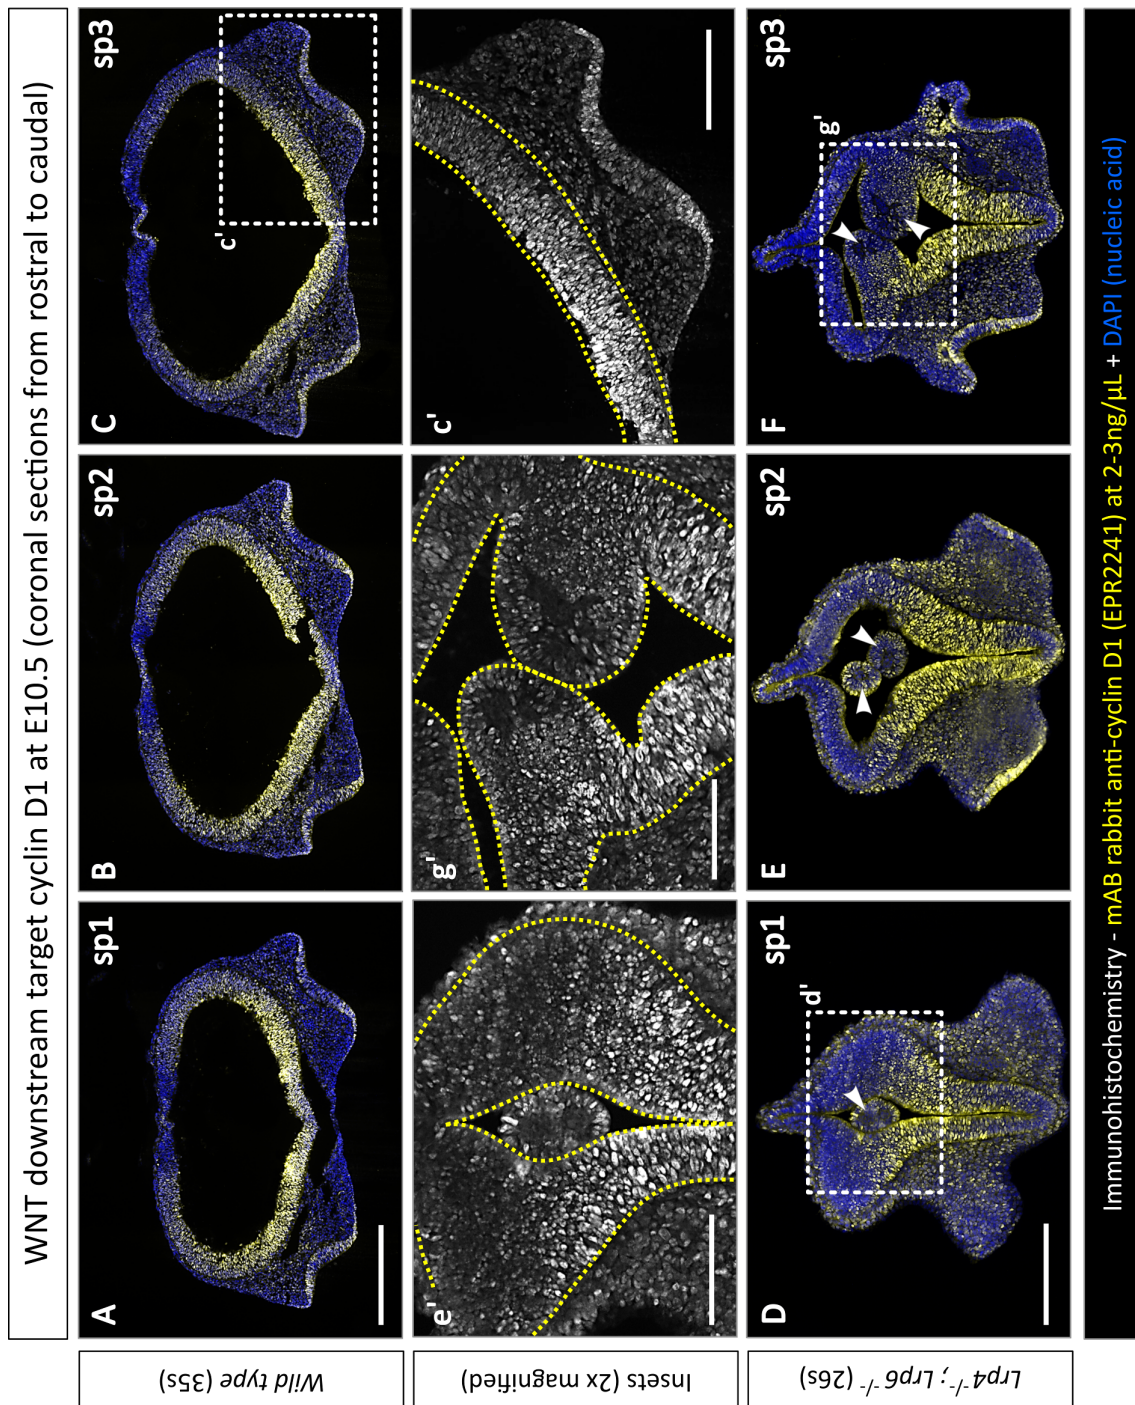 WNT downstream target cyclin D1 at E10.5 (coronal sections from rostral to caudal)
Wild type (35s)
A
sp1
B
sp2
C
sp3
c'
Insets (2x magnified)
e'
g'
c'
Lrp4-/-; Lrp6-/- (26s)
D
sp1
d'
E
sp2
F
sp3
g'
Immunohistochemistry - mAB rabbit anti-cyclin D1 (EPR2241) at 2-3ng/µL + DAPI (nucleic acid)